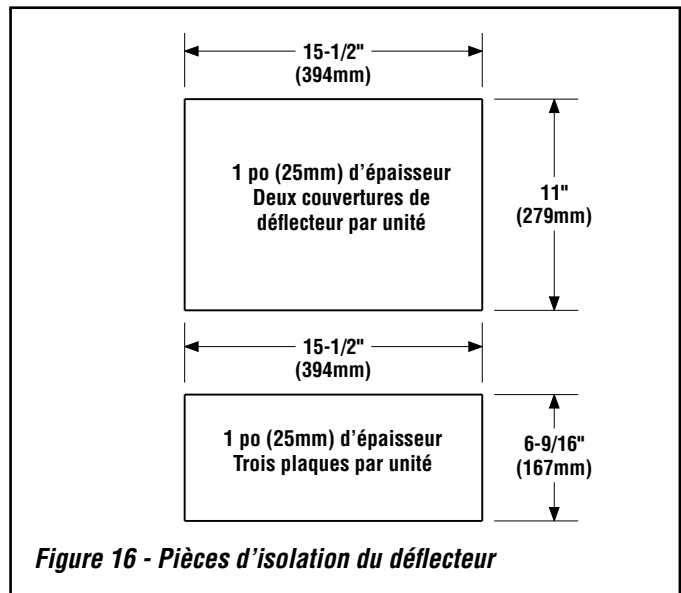 15-1/2"
(394mm)
1 po (25mm) d’épaisseur
Deux couvertures de
déflecteur par unité
11"
(279mm)
15-1/2"
(394mm)
1 po (25mm) d’épaisseur
Trois plaques par unité
6-9/16"
(167mm)
Figure 16 - Pièces d’isolation du déflecteur